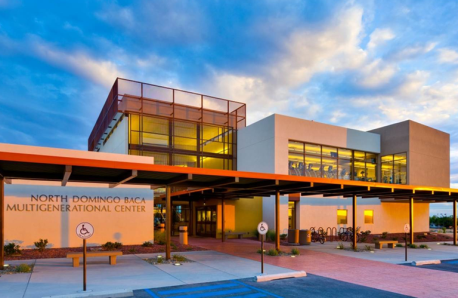 NORTH DOMINGO BACA
MULTIGENERATIONAL CENTER